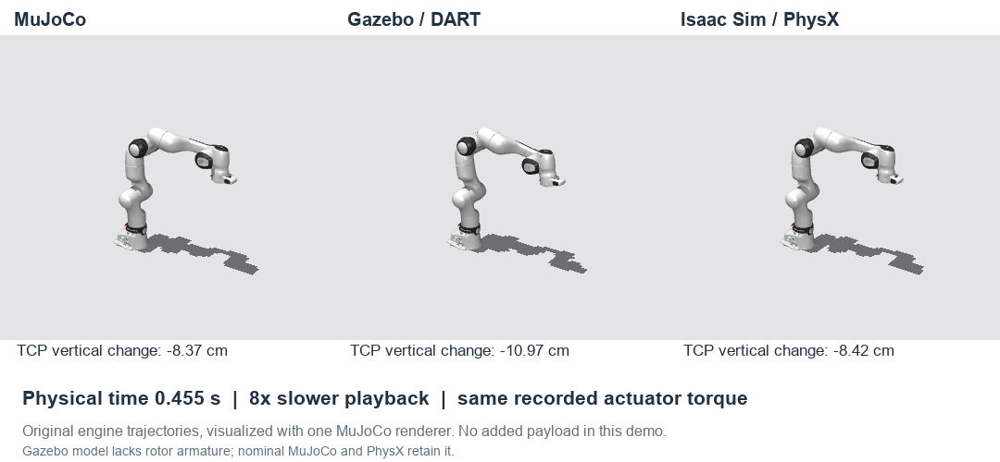 MuJoCo
Gazebo / DART
Isaac Sim / PhysX
TCP vertical change: -8.37 cm
TCP vertical change: -10.97 cm
TCP vertical change: -8.42 cm
Physical time 0.455 s | 8x slower playback | same recorded actuator torque
Original engine trajectories, visualized with one MuJoCo renderer. No added payload in this demo.
Gazebo model lacks rotor armature; nominal MuJoCo and PhysX retain it.